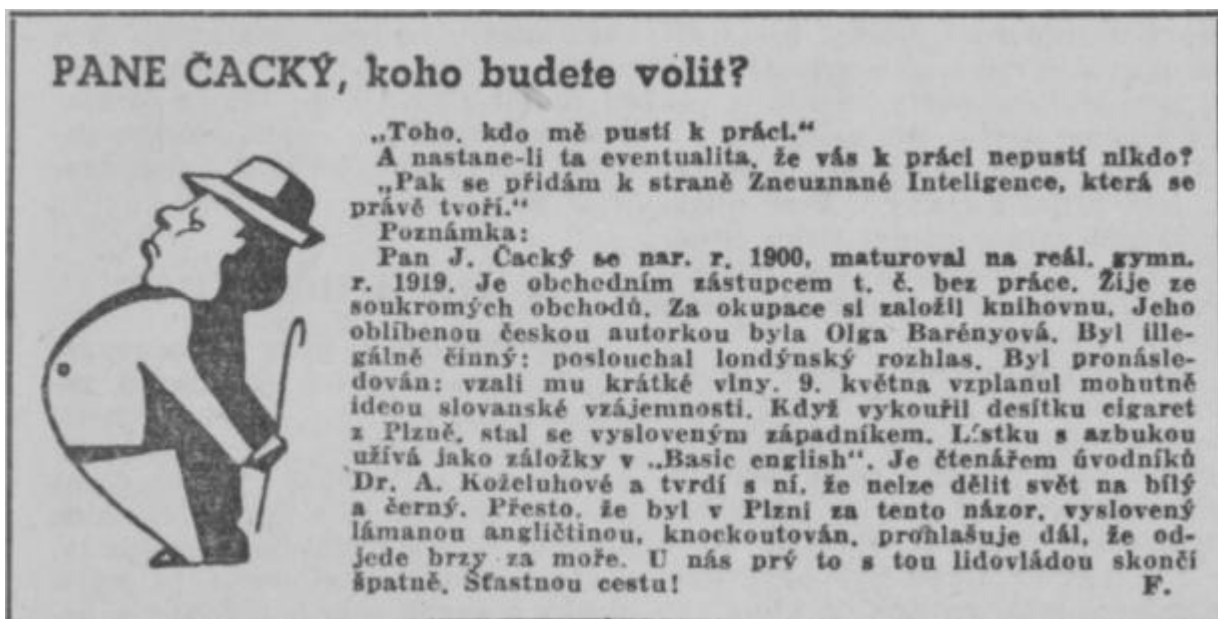 PANE ČACKÝ, koho budete volit?
„Toho, kdo mě pustí k práci.“
A nastane-li ta eventualita, že vás k práci nepustí nikdo?
„Pak se přidám k straně Zneuznané Inteligence, která se
právě tvoří.“
Poznámka:
Pan J. Čacký se nar. r. 1900, maturoval na reál. gymn.
r. 1919. Je obchodním zástupcem t. č. bez práce. Žije ze
soukromých obchodů. Za okupace si založil knihovnu. Jeho
oblíbenou českou autorkou byla Olga Barényová. Byl ille-
gálně činný: poslouchal londýnský rozhlas. Byl pronásle-
dován: vzali mu krátké vlny. 9. května vzplanul mohutně
ideou slovanské vzájemnosti. Když vykouřil desítku cigaret
z Plzně, stal se vysloveným západníkem. Lístku s azbukou
užívá jako záložky v „Basic english“. Je čtenářem úvodníků
Dr. A. Koželuhové a tvrdí s ní, že nelze dělit svět na bílý
a černý. Přesto, že byl v Plzni za tento názor, vyslovený
lámanou angličtinou, knockoutován, prohlašuje dál, že od-
jede brzy za moře. U nás prý to s tou lidovládou skončí
špatně. Šťastnou cestu!
F.